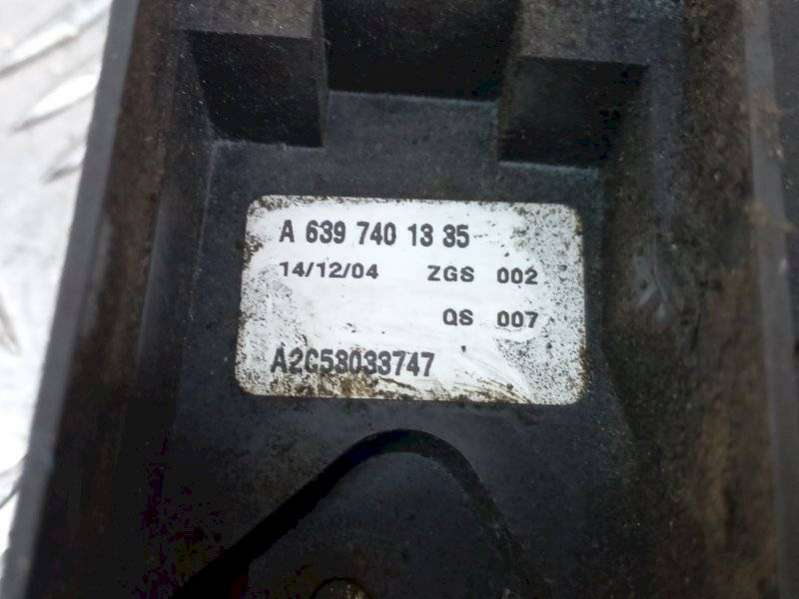 A 639 740 13 35
14/12/04 ZGS 002
QS 007
A2C53033747